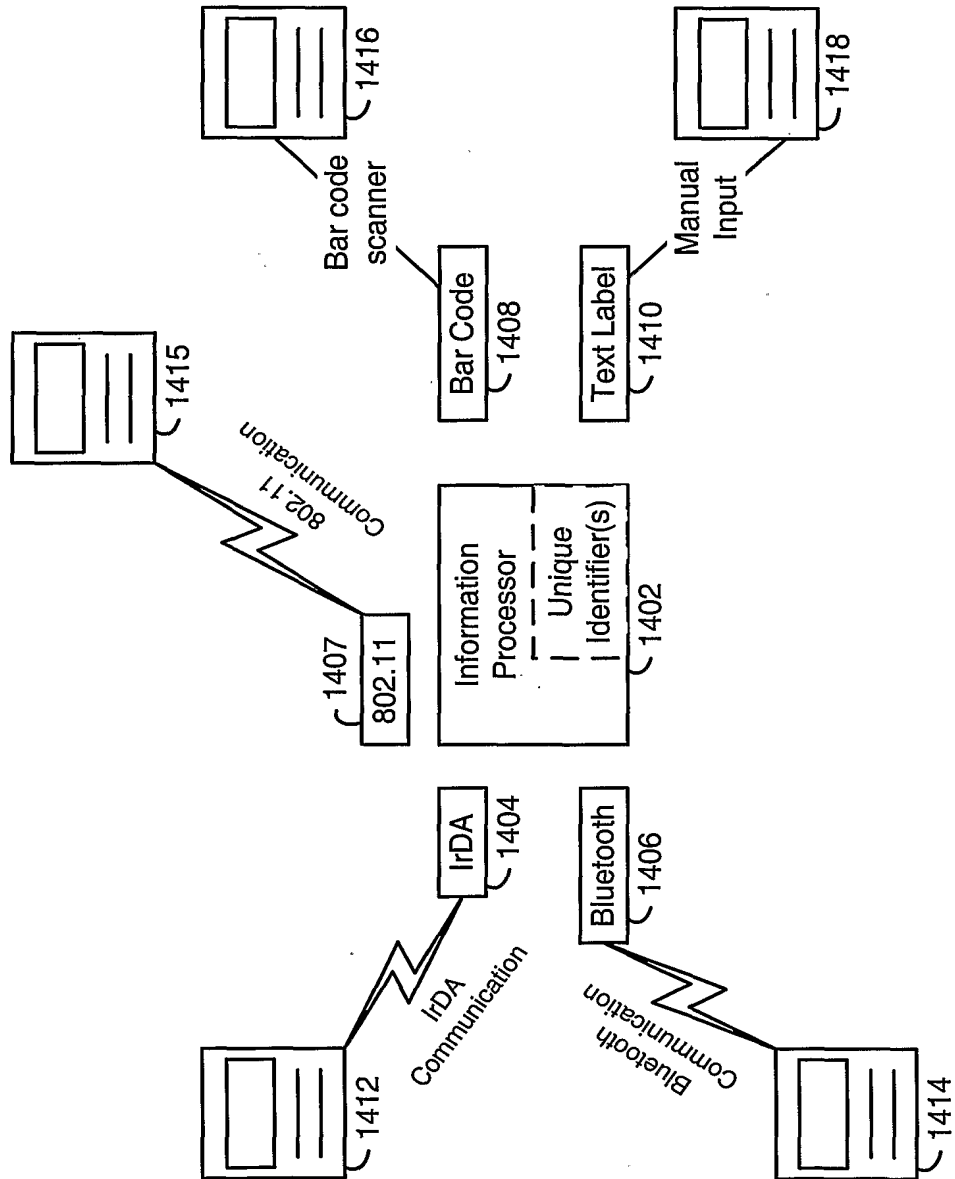 1412
IrDA
Communication
IrDA
1404
1414
Bluetooth
Communication
Bluetooth
1406
1407
802.11
802.11
Communication
1415
Information
Processor
Unique
Identifier(s)
1402
Bar Code
1408
Bar code
scanner
1416
Text Label
1410
Manual
Input
1418